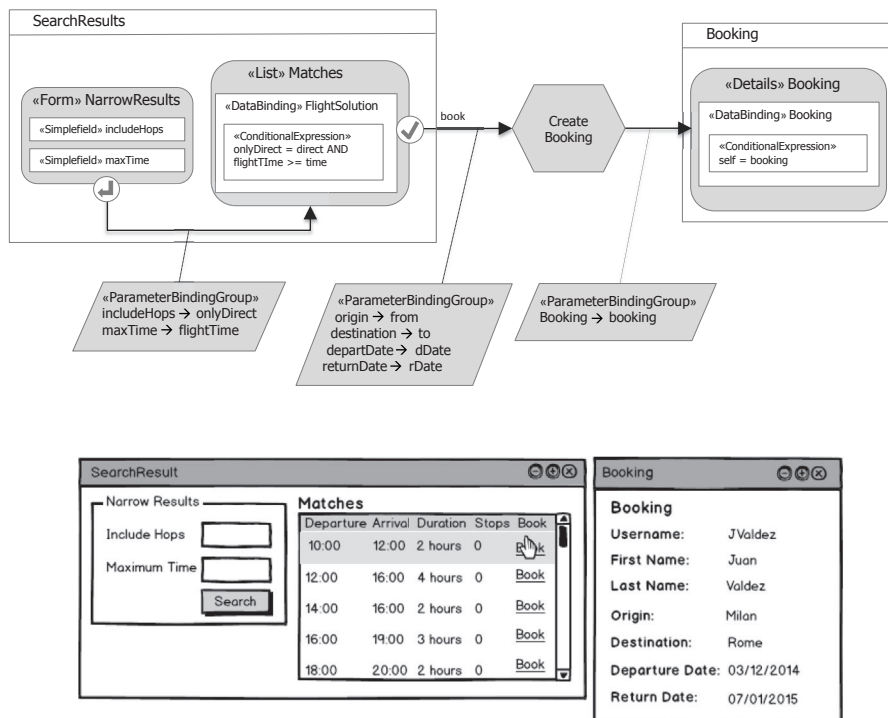 SearchResults
«Form» NarrowResults
«Simplefield» includeHops
«Simplefield» maxTime
«List» Matches
«DataBinding» FlightSolution
«ConditionalExpression»
onlyDirect = direct AND
flightTIme >= time
book
Create
Booking
Booking
«Details» Booking
«DataBinding» Booking
«ConditionalExpression»
self = booking
«ParameterBindingGroup»
includeHops → onlyDirect
maxTime → flightTime
«ParameterBindingGroup»
origin → from
destination → to
departDate → dDate
returnDate → rDate
«ParameterBindingGroup»
Booking → booking
SearchResult
Narrow Results
Include Hops
Maximum Time
Search
Matches
Departure Arrival Duration Stops Book
10:00 12:00 2 hours 0 Book
12:00 16:00 4 hours 0 Book
14:00 16:00 2 hours 0 Book
16:00 19:00 3 hours 0 Book
18:00 20:00 2 hours 0 Book
Booking
Booking
Username: JValdez
First Name: Juan
Last Name: Valdez
Origin: Milan
Destination: Rome
Departure Date: 03/12/2014
Return Date: 07/01/2015